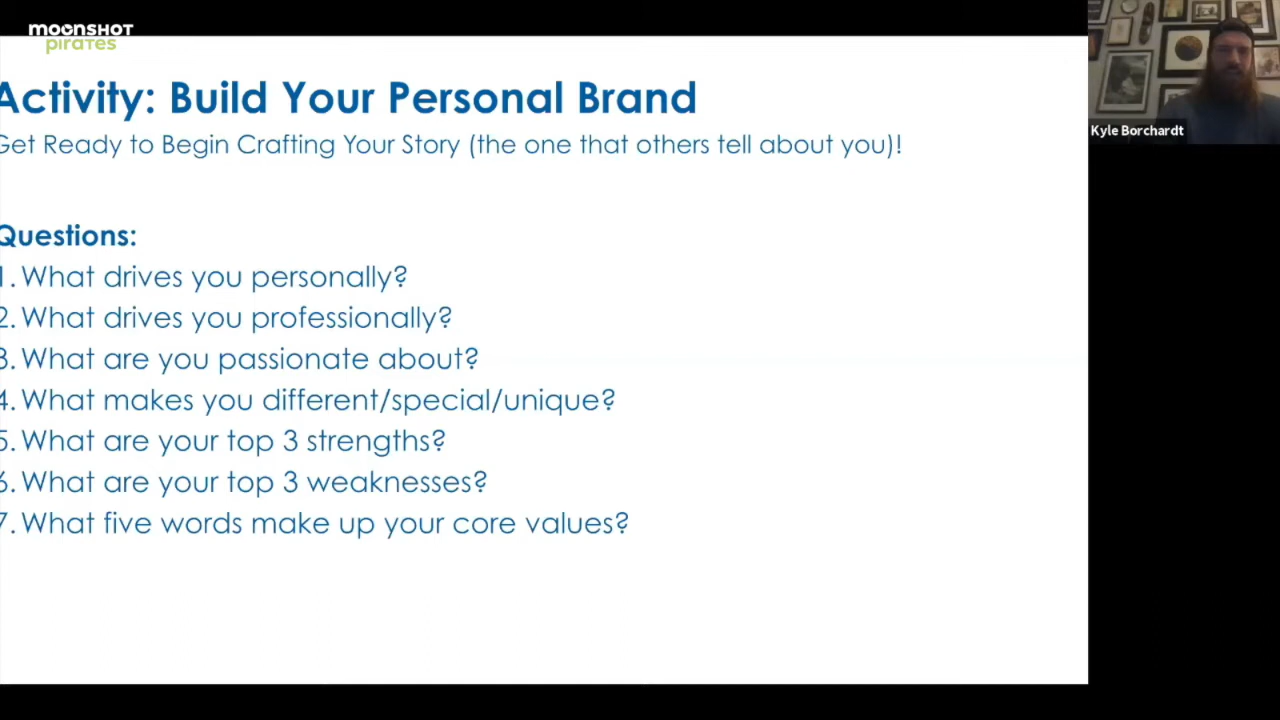 MOONSHOT
pirates
Activity: Build Your Personal Brand
Get Ready to Begin Crafting Your Story (the one that others tell about you)!
Questions:
1. What drives you personally?
2. What drives you professionally?
3. What are you passionate about?
4. What makes you different/special/unique?
5. What are your top 3 strengths?
6. What are your top 3 weaknesses?
7. What five words make up your core values?
Kyle Borchardt